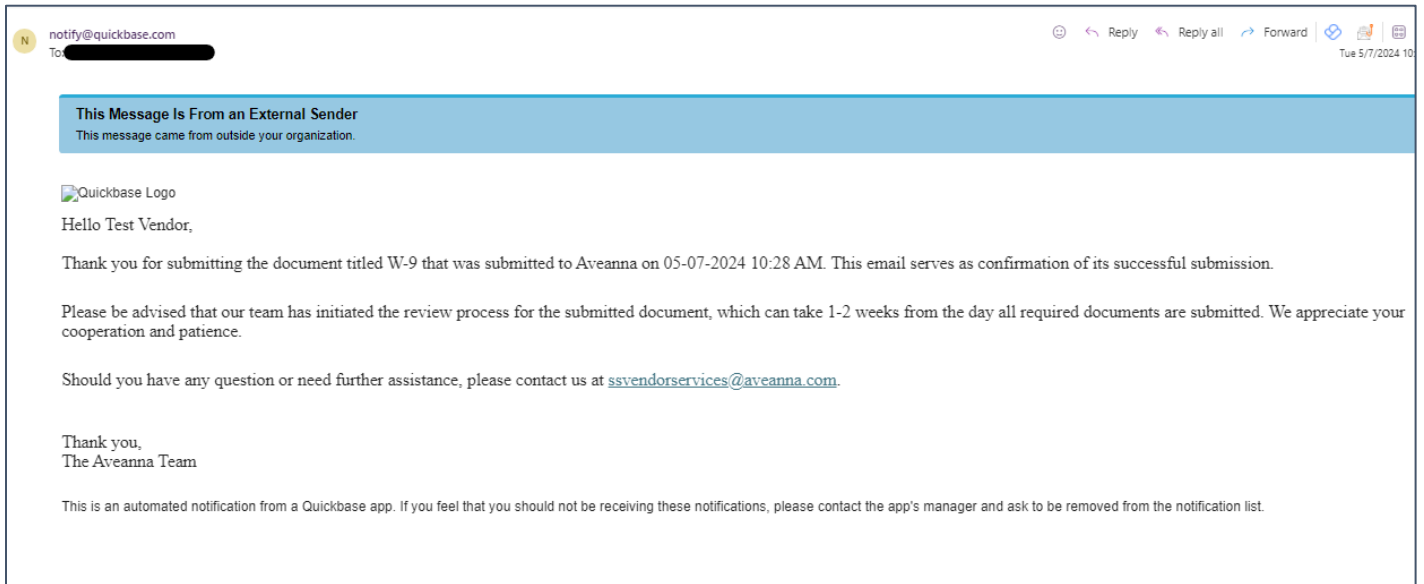 N
notify@quickbase.com
To:
Reply
Reply all
Forward
Tue 5/7/2024 10:
This Message Is From an External Sender
This message came from outside your organization.
Quickbase Logo
Hello Test Vendor,
Thank you for submitting the document titled W-9 that was submitted to Aveanna on 05-07-2024 10:28 AM. This email serves as confirmation of its successful submission.
Please be advised that our team has initiated the review process for the submitted document, which can take 1-2 weeks from the day all required documents are submitted. We appreciate your
cooperation and patience.
Should you have any question or need further assistance, please contact us at ssvendorservices@aveanna.com.
Thank you,
The Aveanna Team
This is an automated notification from a Quickbase app. If you feel that you should not be receiving these notifications, please contact the app's manager and ask to be removed from the notification list.